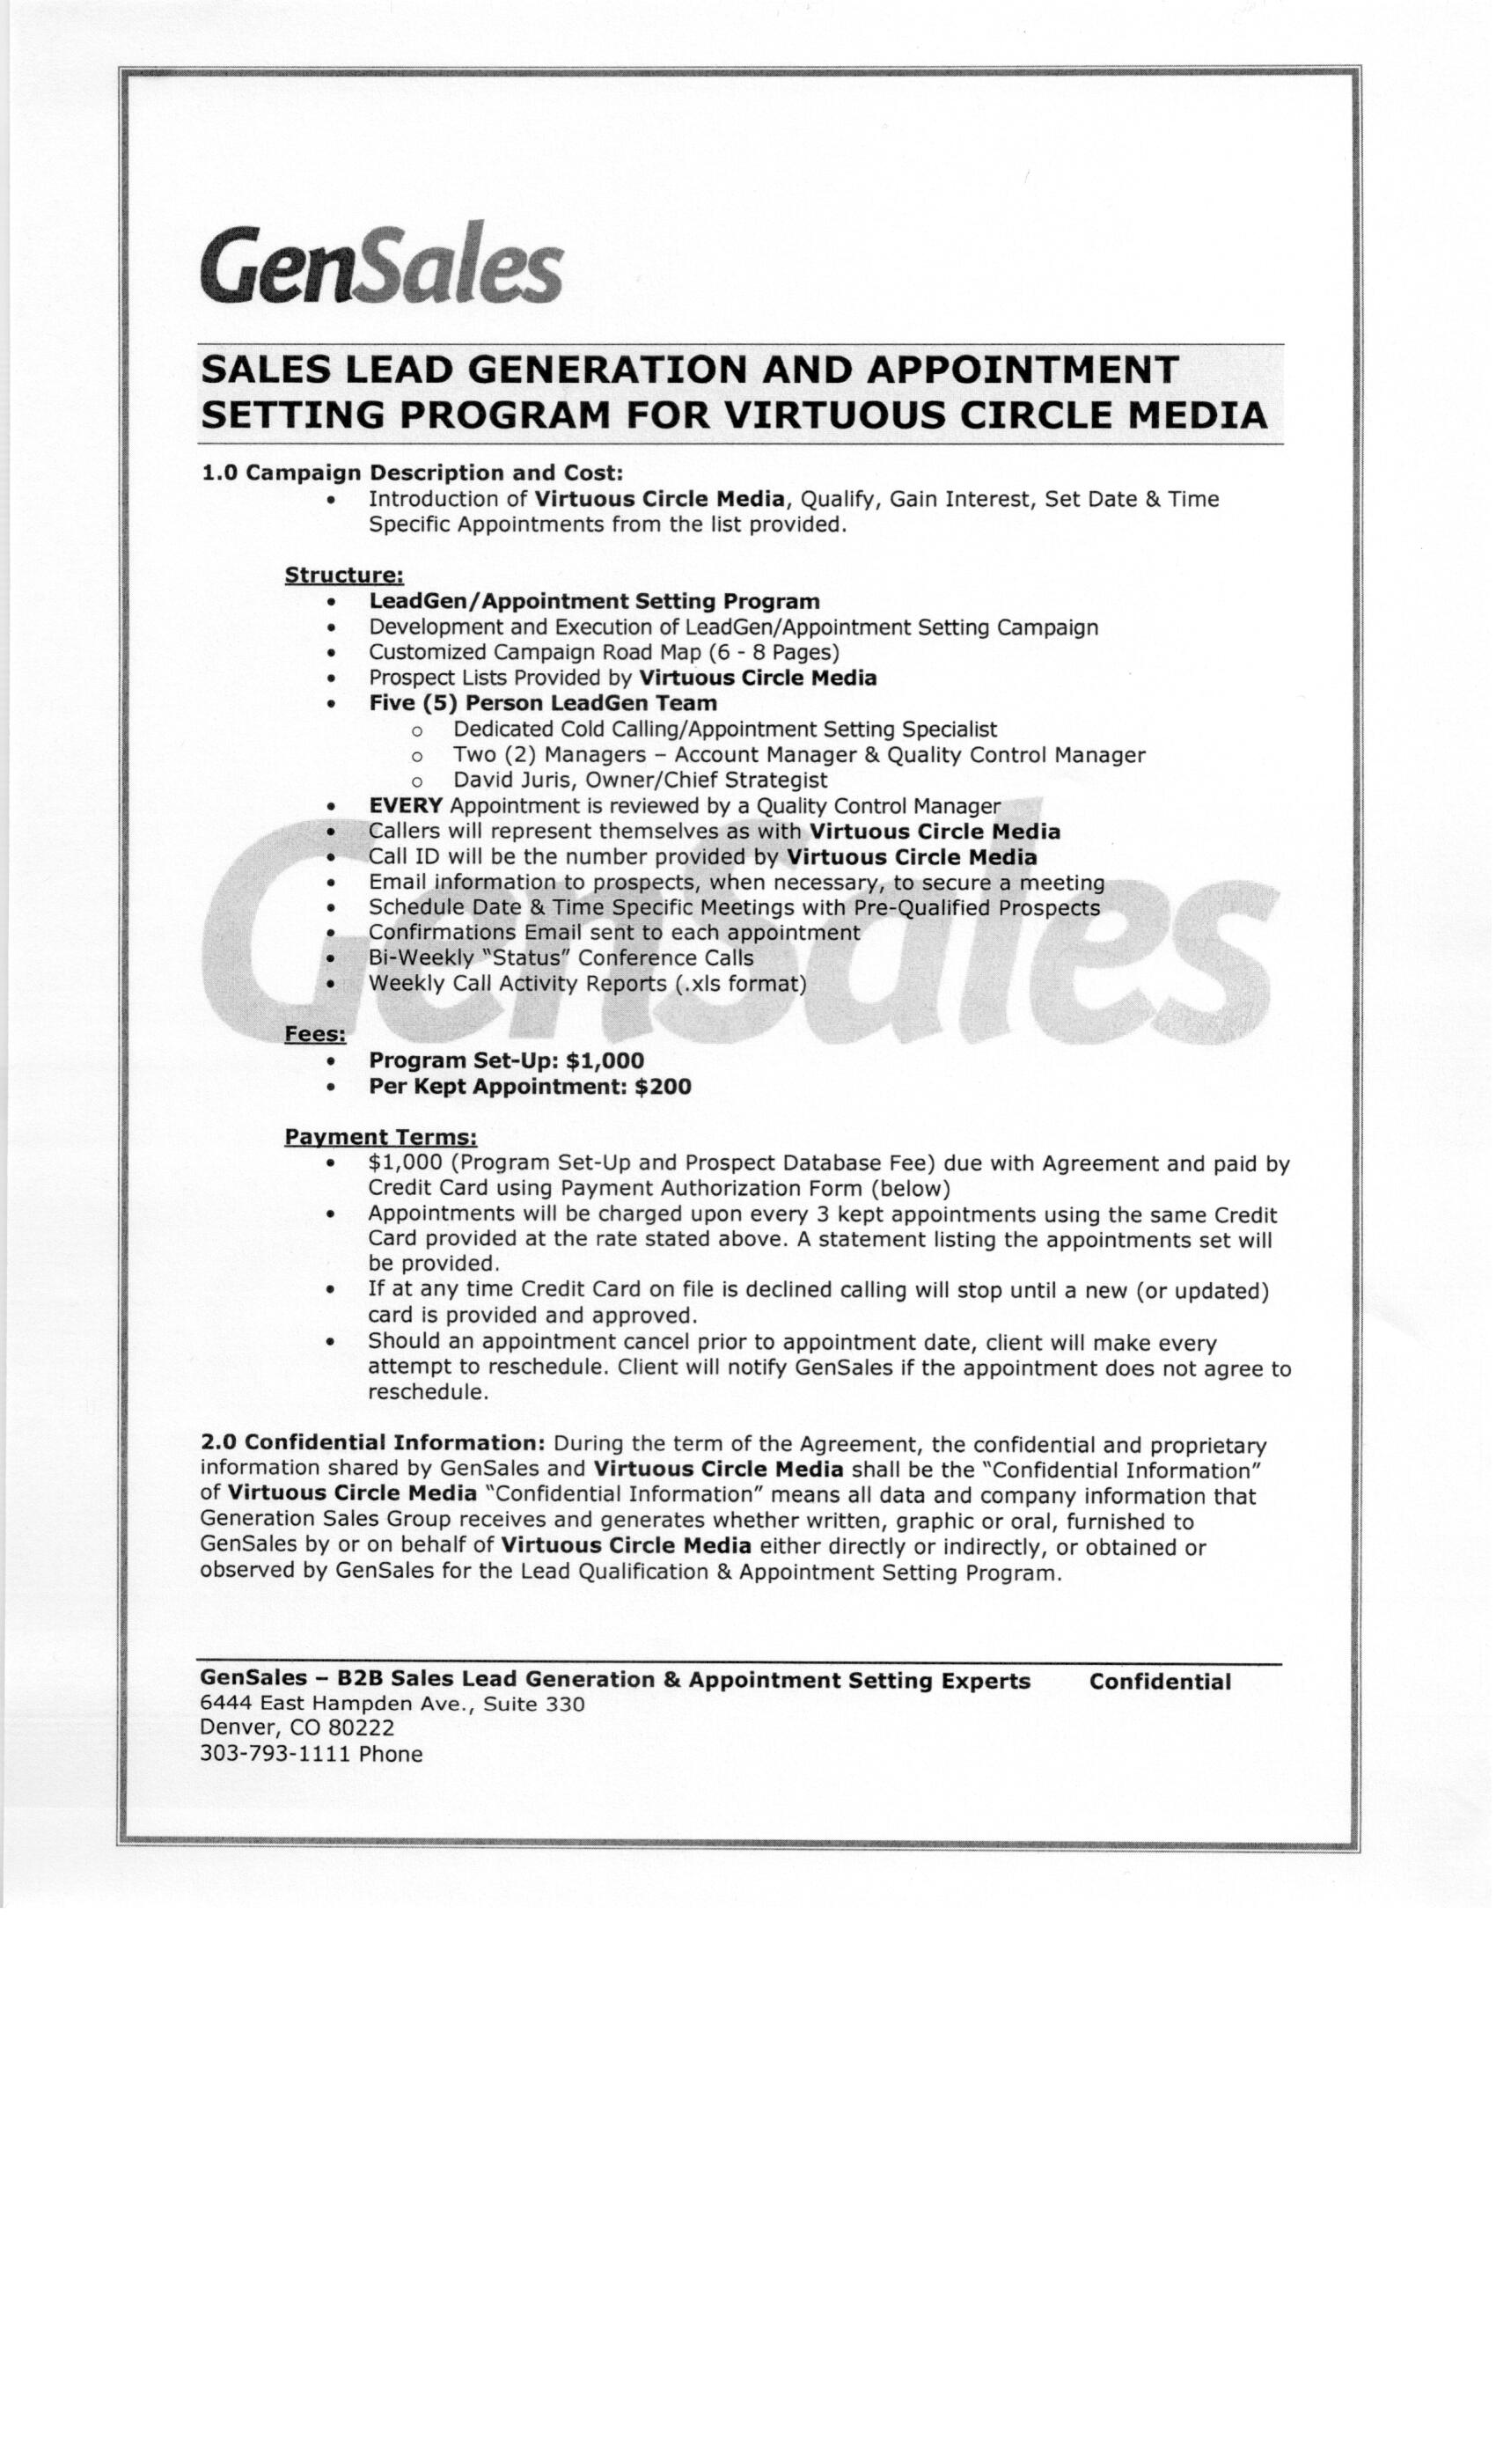 GenSales
SALES LEAD GENERATION AND APPOINTMENT
SETTING PROGRAM FOR VIRTUOUS CIRCLE MEDIA
1.0 Campaign Description and Cost:
• Introduction of Virtuous Circle Media, Qualify, Gain Interest, Set Date & Time
Specific Appointments from the list provided.
Structure:
• LeadGen/Appointment Setting Program
• Development and Execution of LeadGen/Appointment Setting Campaign
• Customized Campaign Road Map (6 - 8 Pages)
• Prospect Lists Provided by Virtuous Circle Media
• Five (5) Person LeadGen Team
o Dedicated Cold Calling/Appointment Setting Specialist
o Two (2) Managers – Account Manager & Quality Control Manager
o David Juris, Owner/Chief Strategist
• EVERY Appointment is reviewed by a Quality Control Manager
• Callers will represent themselves as with Virtuous Circle Media
• Call ID will be the number provided by Virtuous Circle Media
• Email information to prospects, when necessary, to secure a meeting
• Schedule Date & Time Specific Meetings with Pre-Qualified Prospects
• Confirmations Email sent to each appointment
• Bi-Weekly "Status" Conference Calls
• Weekly Call Activity Reports (.xls format)
GenSales
Fees:
• Program Set-Up: $1,000
• Per Kept Appointment: $200
Payment Terms:
• $1,000 (Program Set-Up and Prospect Database Fee) due with Agreement and paid by
Credit Card using Payment Authorization Form (below)
• Appointments will be charged upon every 3 kept appointments using the same Credit
Card provided at the rate stated above. A statement listing the appointments set will
be provided.
• If at any time Credit Card on file is declined calling will stop until a new (or updated)
card is provided and approved.
• Should an appointment cancel prior to appointment date, client will make every
attempt to reschedule. Client will notify GenSales if the appointment does not agree to
reschedule.
2.0 Confidential Information: During the term of the Agreement, the confidential and proprietary
information shared by GenSales and Virtuous Circle Media shall be the "Confidential Information"
of Virtuous Circle Media "Confidential Information" means all data and company information that
Generation Sales Group receives and generates whether written, graphic or oral, furnished to
GenSales by or on behalf of Virtuous Circle Media either directly or indirectly, or obtained or
observed by GenSales for the Lead Qualification & Appointment Setting Program.
GenSales – B2B Sales Lead Generation & Appointment Setting Experts Confidential
6444 East Hampden Ave., Suite 330
Denver, CO 80222
303-793-1111 Phone